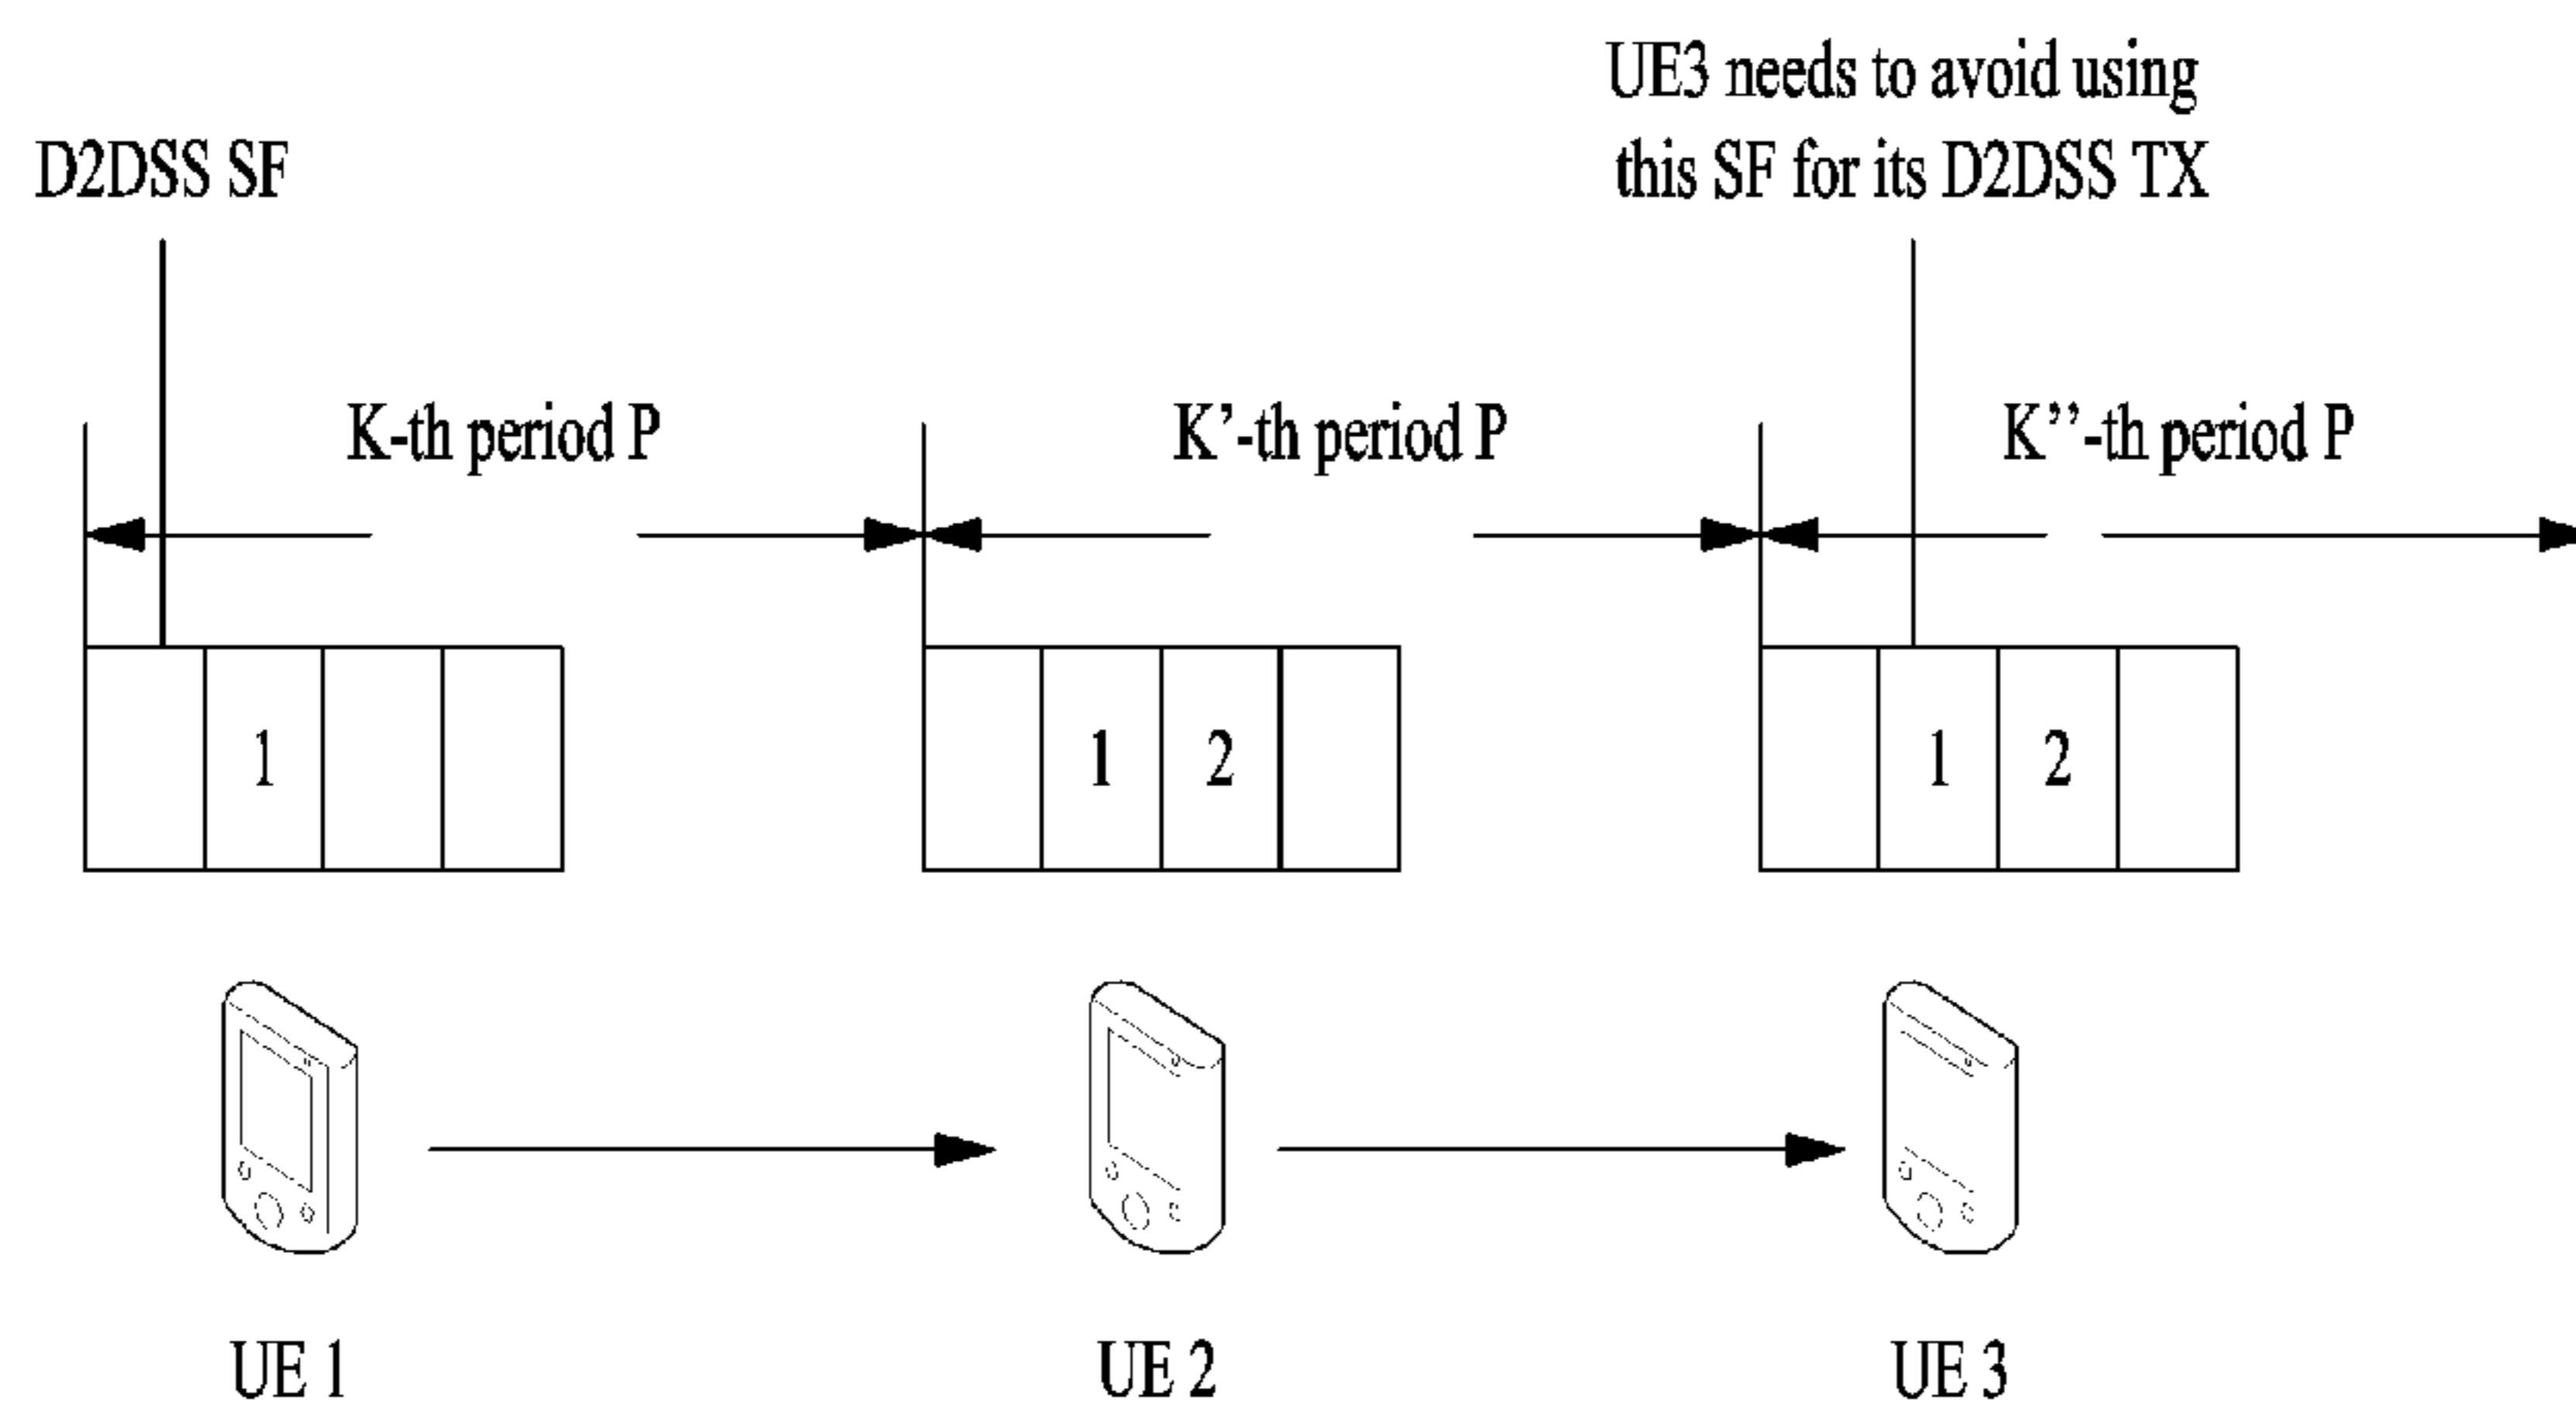 UE3 needs to avoid using
this SF for its D2DSS TX
D2DSS SF
K-th period P
K’-th period P
K’’-th period P
1
1 2
1 2
UE 1
UE 2
UE 3